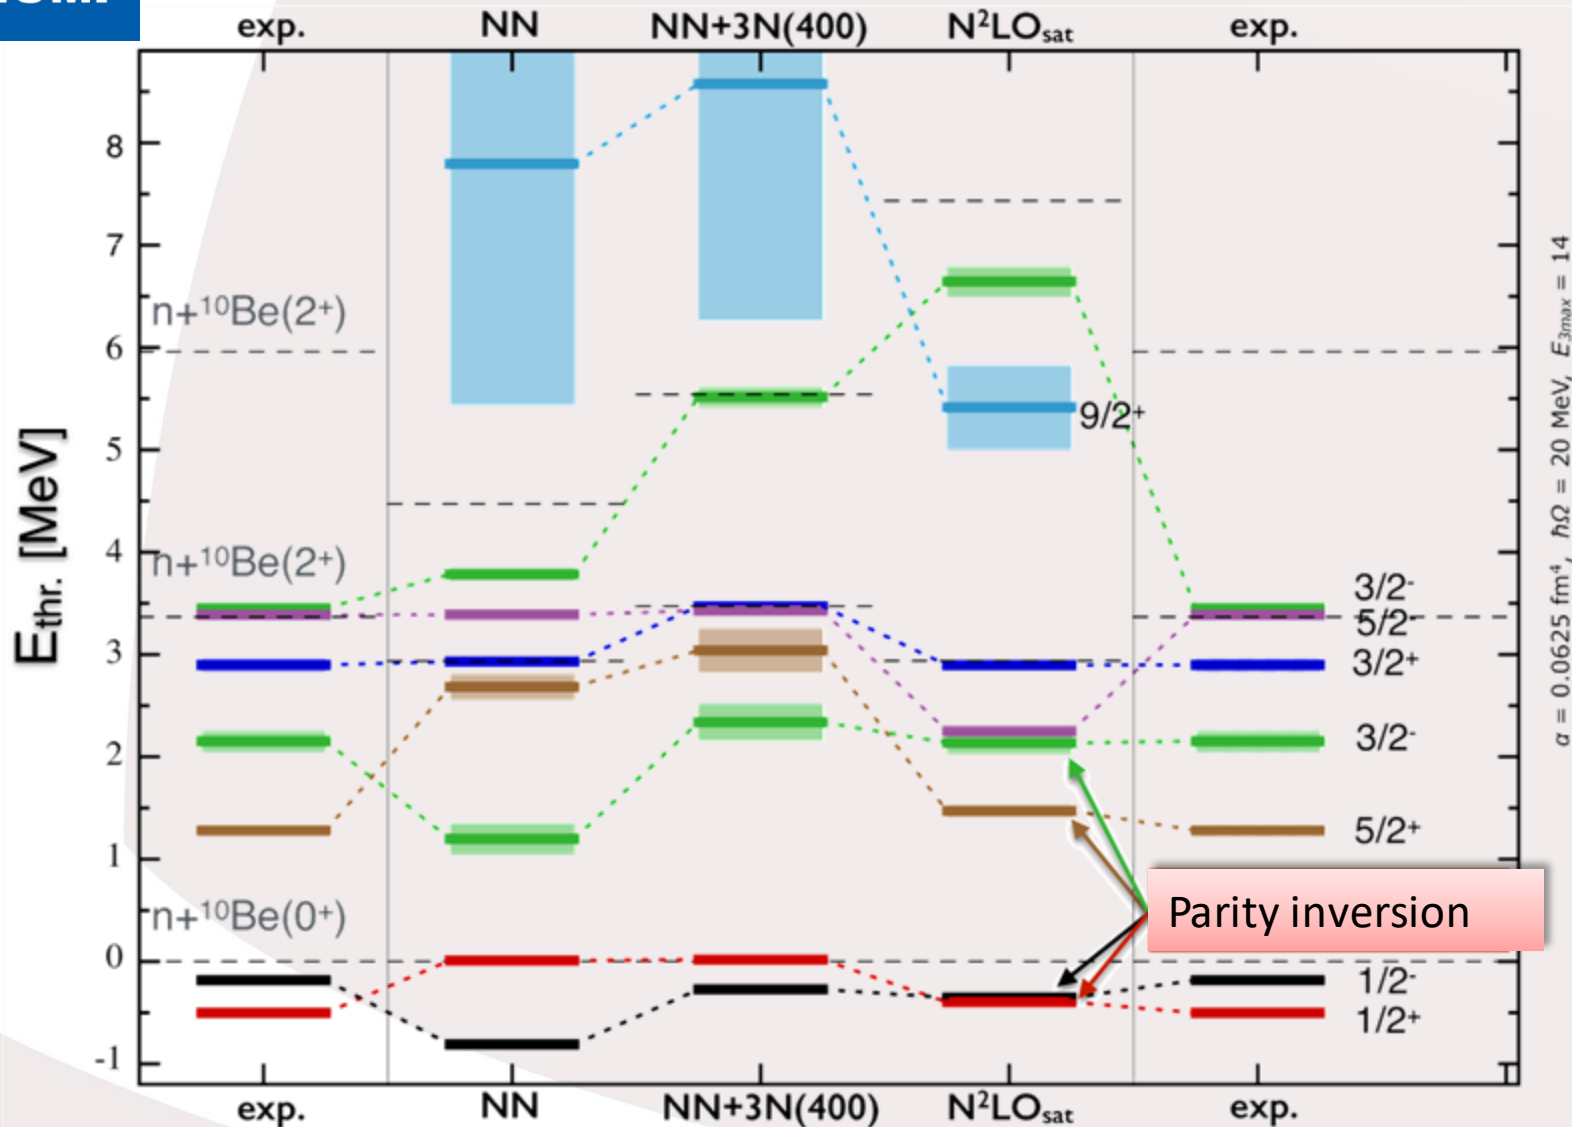 exp. NN NN+3N(400) N²LOsat exp.
8
7
n+¹⁰Be(2⁺)
6
9/2⁺
5
4
n+¹⁰Be(2⁺)
3/2⁻
5/2⁻
3
3/2⁺
2
3/2⁻
5/2⁺
1
n+¹⁰Be(0⁺)
Parity inversion
0
1/2⁻
1/2⁺
-1
exp. NN NN+3N(400) N²LOsat exp.
Ethr. [MeV]
α = 0.0625 fm⁴, ℏΩ = 20 MeV, E3max = 14